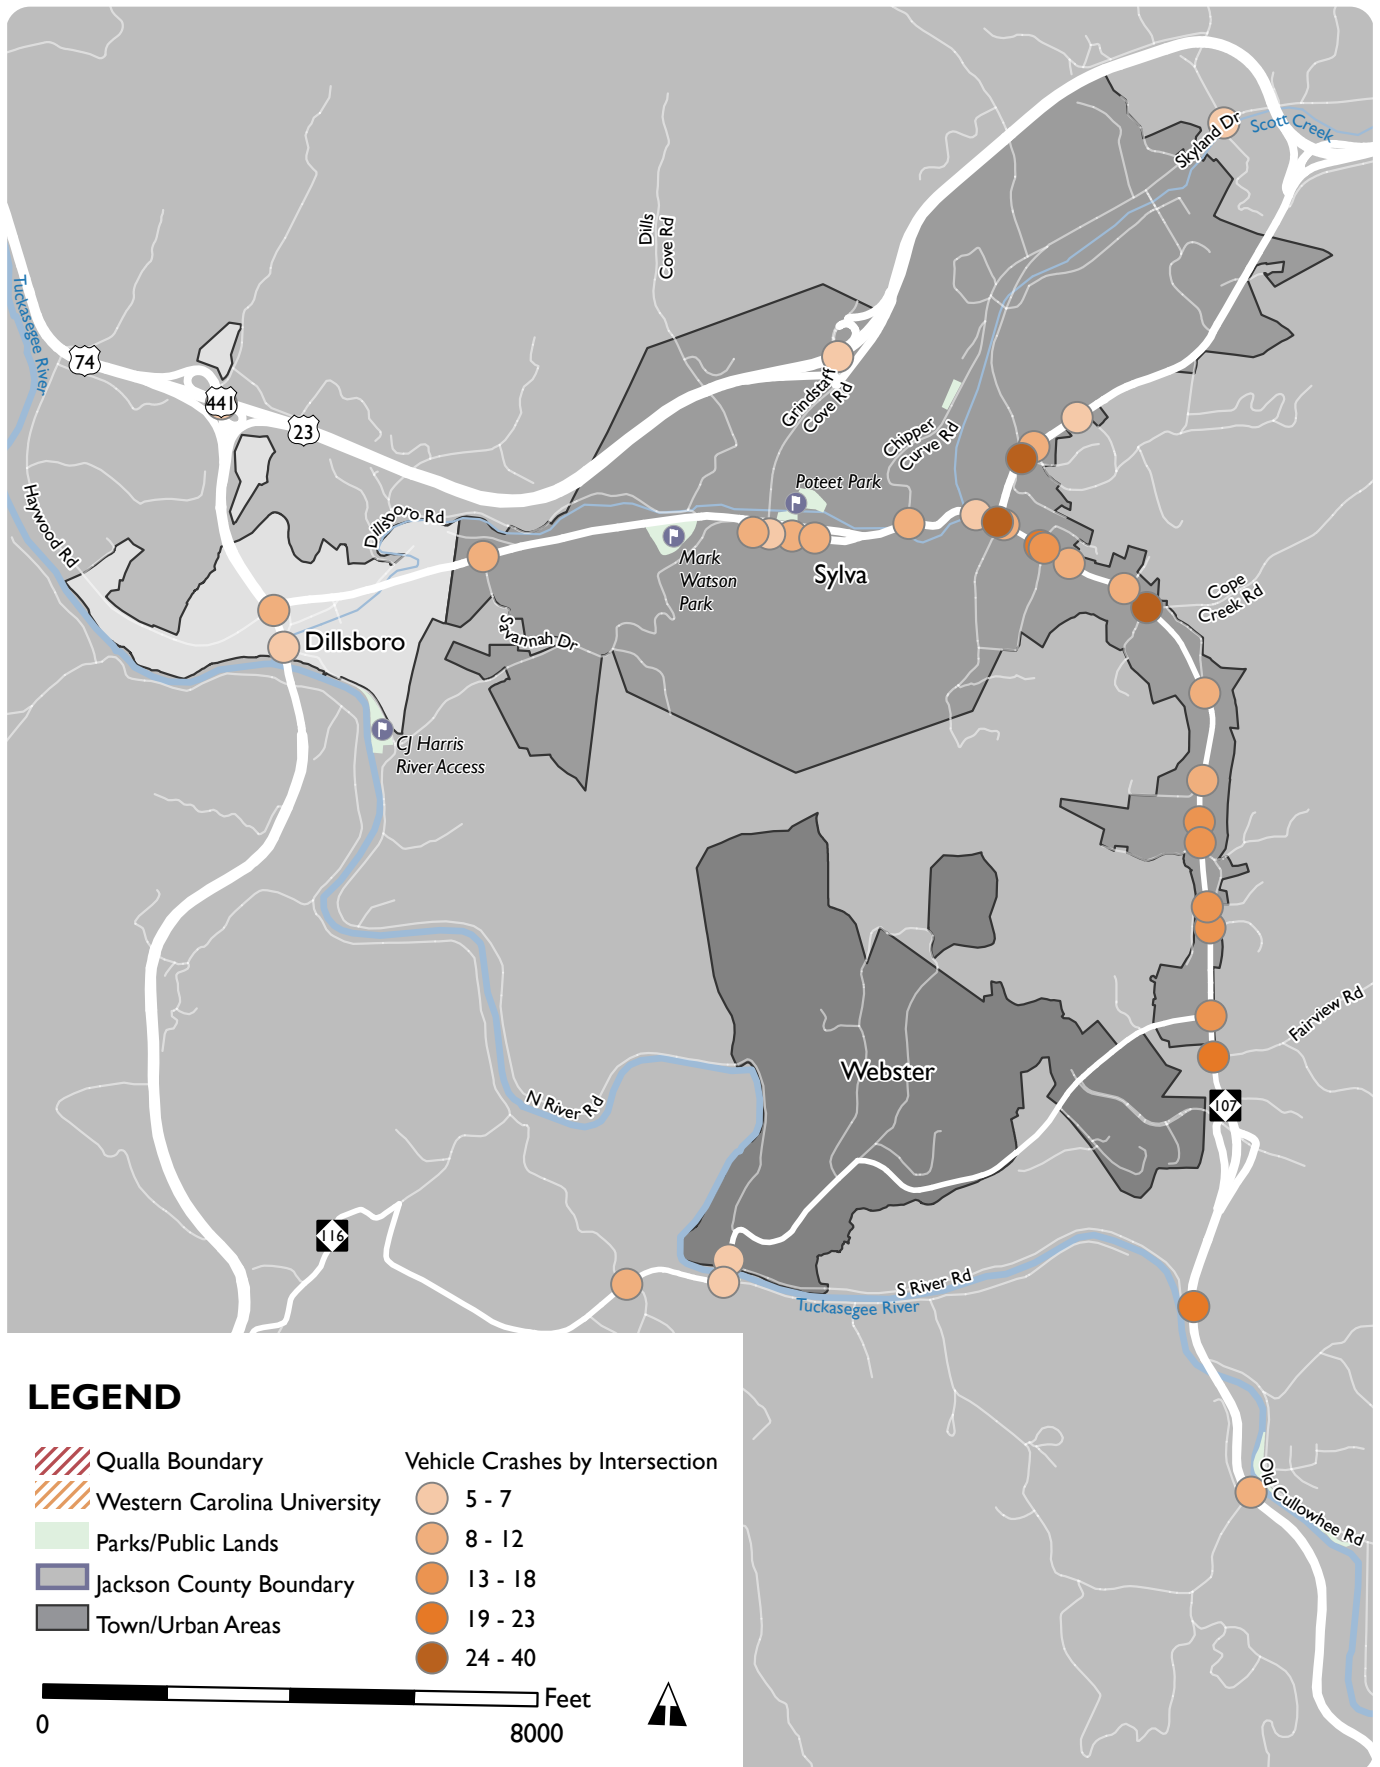 Skyland Dr
Scott Creek
Dills
Cove Rd
Tuckasegee River
74
441
23
Grindstaff
Cove Rd
Chipper
Curve Rd
Poteet Park
Haywood Rd
Dillsboro Rd
Mark
Watson
Park
Sylva
Cope
Creek Rd
Savannah Dr
Dillsboro
CJ Harris
River Access
Fairview Rd
Webster
N River Rd
107
116
S River Rd
Tuckasegee River
Old Cullowhee Rd
LEGEND
Qualla Boundary
Western Carolina University
Parks/Public Lands
Jackson County Boundary
Town/Urban Areas
Vehicle Crashes by Intersection
5 - 7
8 - 12
13 - 18
19 - 23
24 - 40
Feet
0
8000